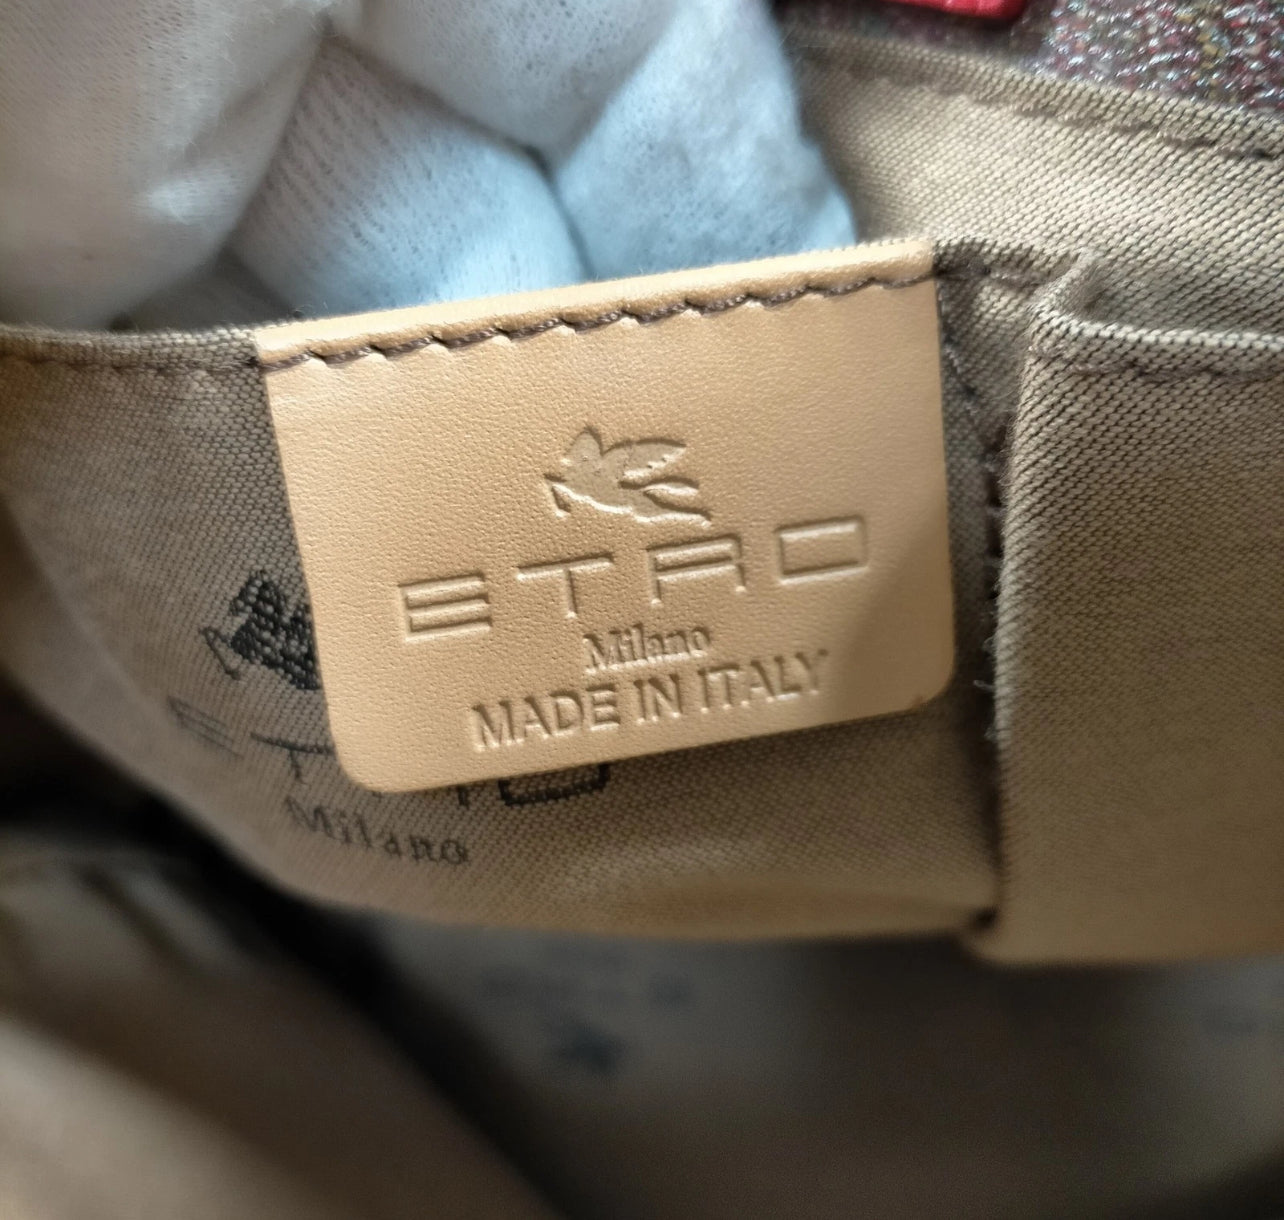 ETRO
Milano
MADE IN ITALY
E T R O
Milano